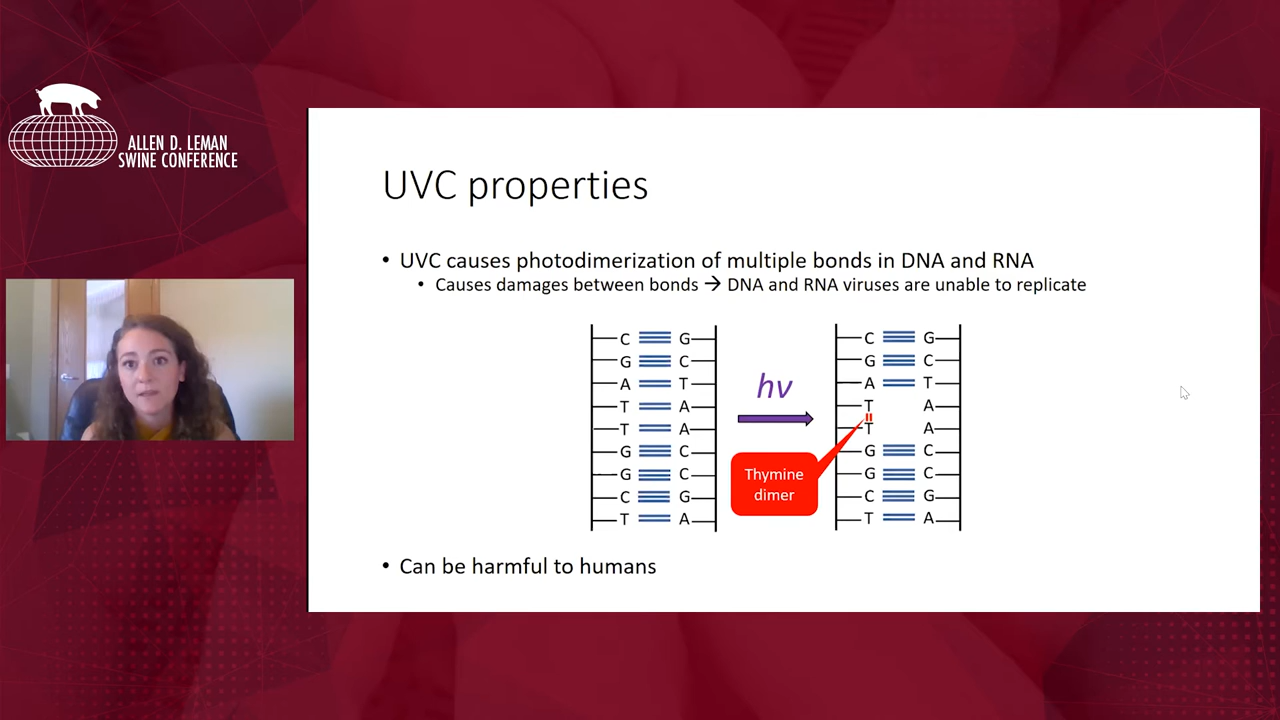 ALLEN D. LEMAN
SWINE CONFERENCE
UVC properties
• UVC causes photodimerization of multiple bonds in DNA and RNA
• Causes damages between bonds → DNA and RNA viruses are unable to replicate
C G
G C
A T
T A
T A
G C
G C
C G
T A
hv
Thymine
dimer
C G
G C
A T
T A
T A
G C
G C
C G
T A
• Can be harmful to humans